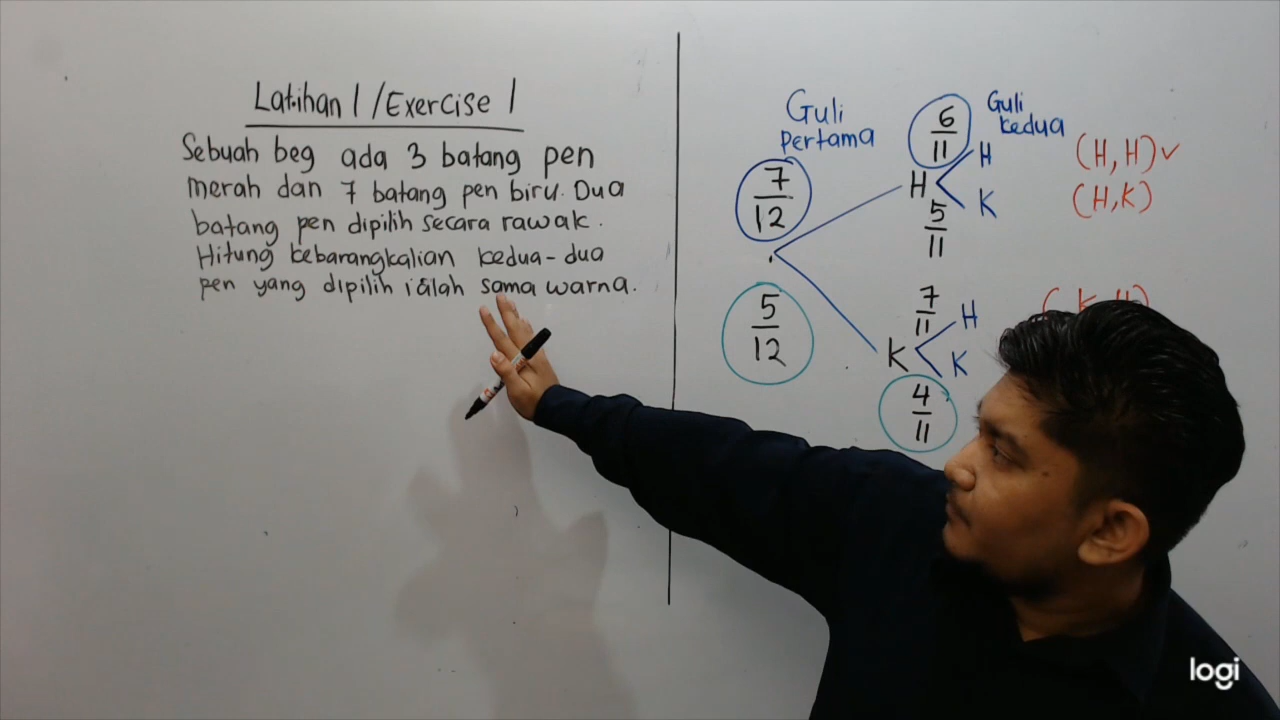 Latihan 1 / Exercise 1
Sebuah beg ada 3 batang pen
merah dan 7 batang pen biru. Dua
batang pen dipilih secara rawak.
Hitung kebarangkalian kedua-dua
pen yang dipilih ialah sama warna.
Guli
pertama
Guli
kedua
7
12
5
12
6
11
H
5
11
H
K
(H, H) ✓
(H, K)
7
11
K
4
11
H
K
logi